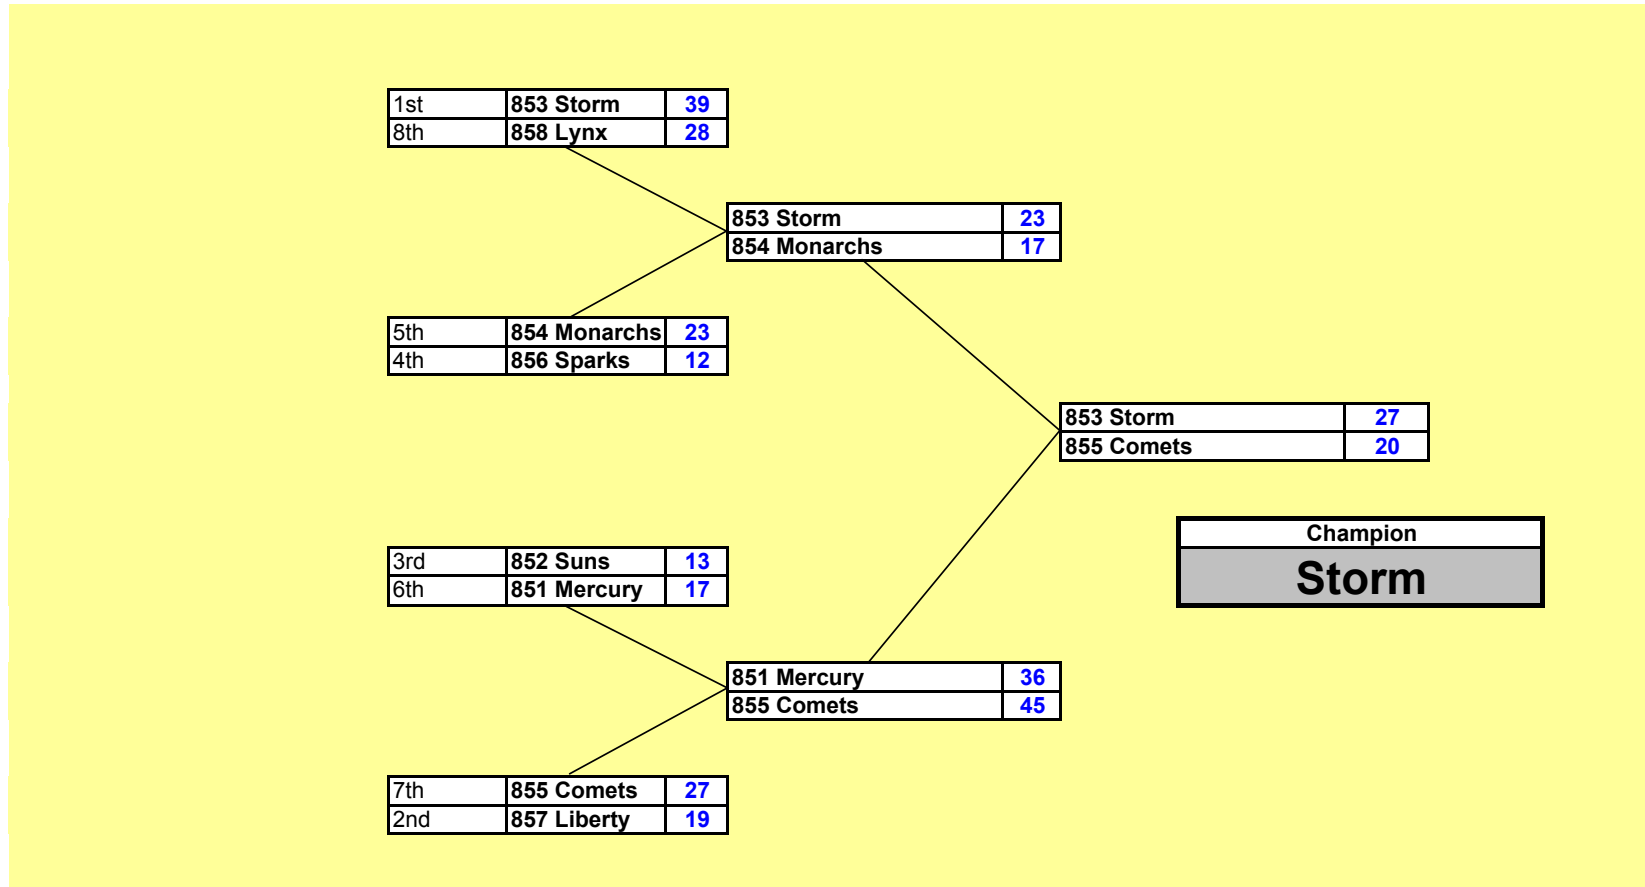 1st 853 Storm 39
8th 858 Lynx 28
853 Storm 23
854 Monarchs 17
5th 854 Monarchs 23
4th 856 Sparks 12
853 Storm 27
855 Comets 20
Champion
Storm
3rd 852 Suns 13
6th 851 Mercury 17
851 Mercury 36
855 Comets 45
7th 855 Comets 27
2nd 857 Liberty 19